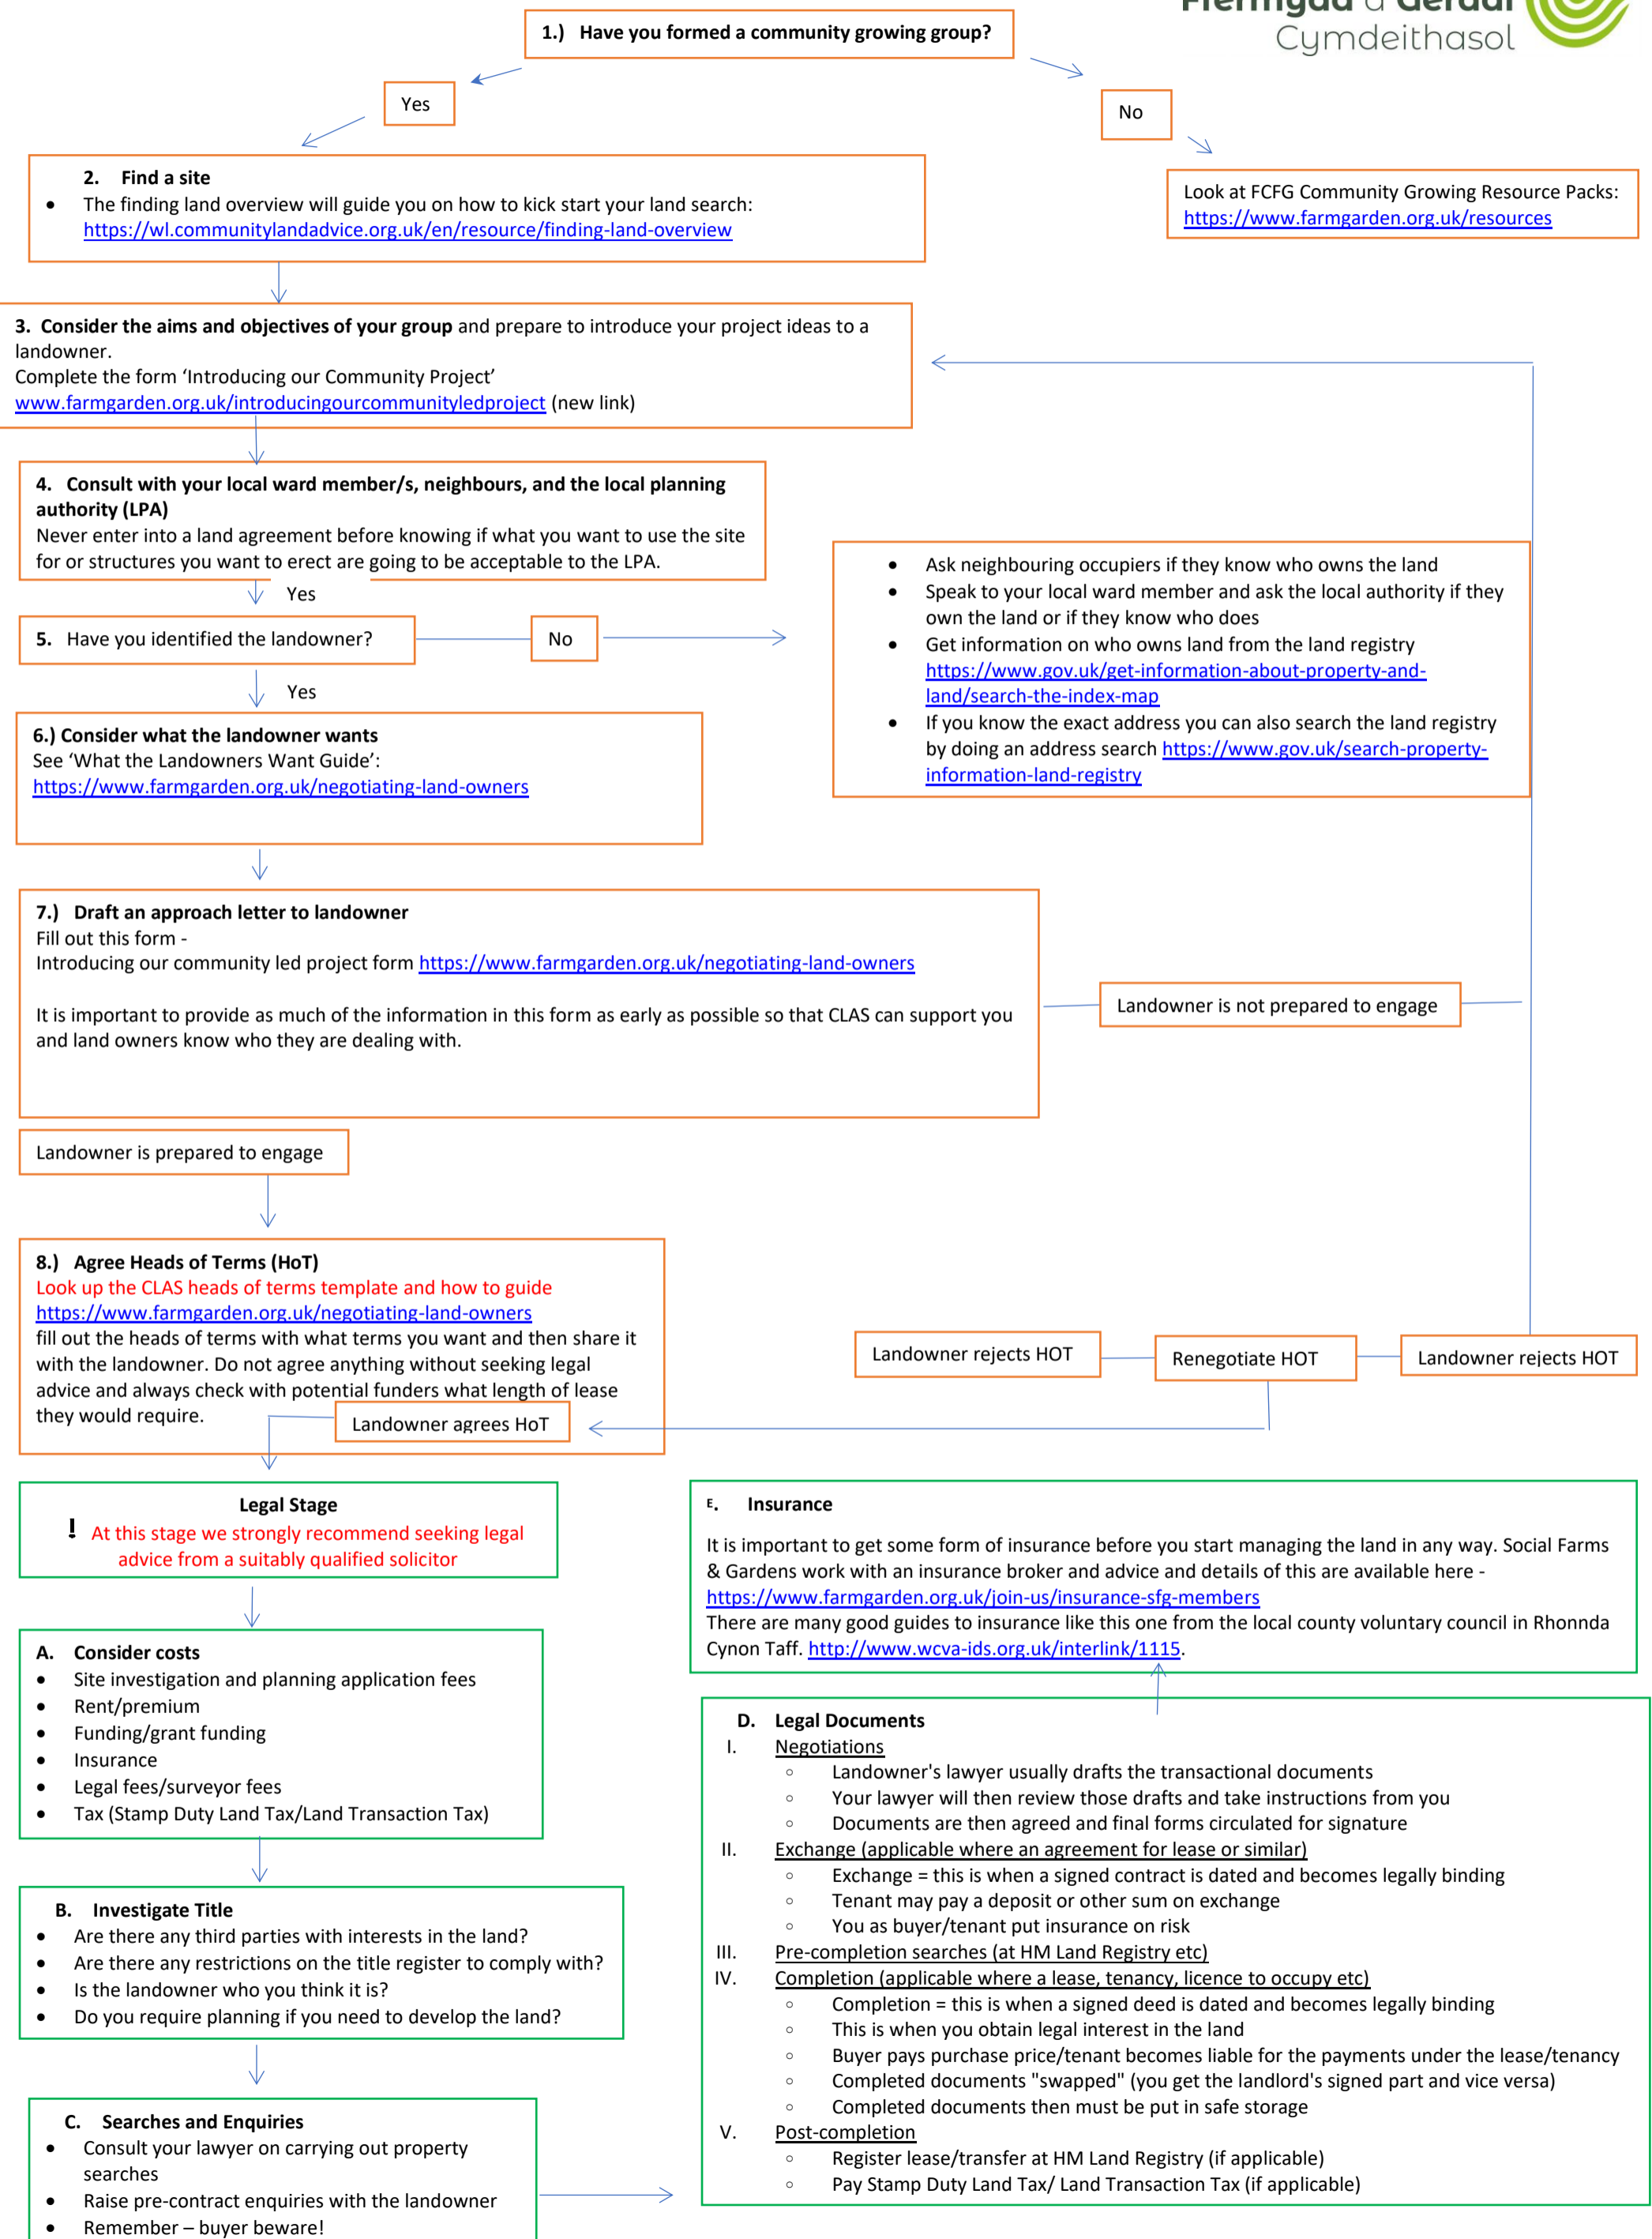 Ffermydd a Gerddi
Cymdeithasol
1.) Have you formed a community growing group?
Yes
No
2. Find a site
• The finding land overview will guide you on how to kick start your land search:
https://wl.communitylandadvice.org.uk/en/resource/finding-land-overview
Look at FCFG Community Growing Resource Packs:
https://www.farmgarden.org.uk/resources
3. Consider the aims and objectives of your group and prepare to introduce your project ideas to a
landowner.
Complete the form ‘Introducing our Community Project’
www.farmgarden.org.uk/introducingourcommunityledproject (new link)
4. Consult with your local ward member/s, neighbours, and the local planning
authority (LPA)
Never enter into a land agreement before knowing if what you want to use the site
for or structures you want to erect are going to be acceptable to the LPA.
Yes
5. Have you identified the landowner?
No
• Ask neighbouring occupiers if they know who owns the land
• Speak to your local ward member and ask the local authority if they
own the land or if they know who does
• Get information on who owns land from the land registry
https://www.gov.uk/get-information-about-property-and-
land/search-the-index-map
• If you know the exact address you can also search the land registry
by doing an address search https://www.gov.uk/search-property-
information-land-registry
Yes
6.) Consider what the landowner wants
See ‘What the Landowners Want Guide’:
https://www.farmgarden.org.uk/negotiating-land-owners
7.) Draft an approach letter to landowner
Fill out this form -
Introducing our community led project form https://www.farmgarden.org.uk/negotiating-land-owners
It is important to provide as much of the information in this form as early as possible so that CLAS can support you
and land owners know who they are dealing with.
Landowner is not prepared to engage
Landowner is prepared to engage
8.) Agree Heads of Terms (HoT)
Look up the CLAS heads of terms template and how to guide
https://www.farmgarden.org.uk/negotiating-land-owners
fill out the heads of terms with what terms you want and then share it
with the landowner. Do not agree anything without seeking legal
advice and always check with potential funders what length of lease
they would require.
Landowner agrees HoT
Landowner rejects HOT
Renegotiate HOT
Landowner rejects HOT
Legal Stage
! At this stage we strongly recommend seeking legal
advice from a suitably qualified solicitor
A. Consider costs
• Site investigation and planning application fees
• Rent/premium
• Funding/grant funding
• Insurance
• Legal fees/surveyor fees
• Tax (Stamp Duty Land Tax/Land Transaction Tax)
B. Investigate Title
• Are there any third parties with interests in the land?
• Are there any restrictions on the title register to comply with?
• Is the landowner who you think it is?
• Do you require planning if you need to develop the land?
C. Searches and Enquiries
• Consult your lawyer on carrying out property
searches
• Raise pre-contract enquiries with the landowner
• Remember – buyer beware!
E. Insurance
It is important to get some form of insurance before you start managing the land in any way. Social Farms
& Gardens work with an insurance broker and advice and details of this are available here -
https://www.farmgarden.org.uk/join-us/insurance-sfg-members
There are many good guides to insurance like this one from the local county voluntary council in Rhonnda
Cynon Taff. http://www.wcva-ids.org.uk/interlink/1115.
D. Legal Documents
I. Negotiations
◦ Landowner's lawyer usually drafts the transactional documents
◦ Your lawyer will then review those drafts and take instructions from you
◦ Documents are then agreed and final forms circulated for signature
II. Exchange (applicable where an agreement for lease or similar)
◦ Exchange = this is when a signed contract is dated and becomes legally binding
◦ Tenant may pay a deposit or other sum on exchange
◦ You as buyer/tenant put insurance on risk
III. Pre-completion searches (at HM Land Registry etc)
IV. Completion (applicable where a lease, tenancy, licence to occupy etc)
◦ Completion = this is when a signed deed is dated and becomes legally binding
◦ This is when you obtain legal interest in the land
◦ Buyer pays purchase price/tenant becomes liable for the payments under the lease/tenancy
◦ Completed documents "swapped" (you get the landlord's signed part and vice versa)
◦ Completed documents then must be put in safe storage
V. Post-completion
◦ Register lease/transfer at HM Land Registry (if applicable)
◦ Pay Stamp Duty Land Tax/ Land Transaction Tax (if applicable)